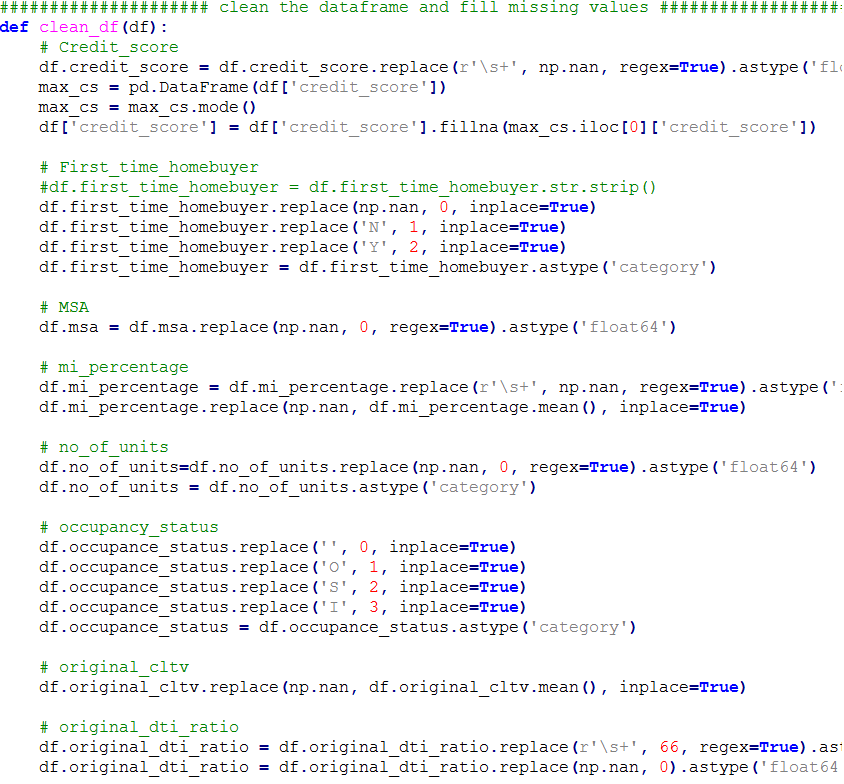 ##################### clean the dataframe and fill missing values ##################
def clean_df(df):
    # Credit_score
    df.credit_score = df.credit_score.replace(r'\s+', np.nan, regex=True).astype('flo
    max_cs = pd.DataFrame(df['credit_score'])
    max_cs = max_cs.mode()
    df['credit_score'] = df['credit_score'].fillna(max_cs.iloc[0]['credit_score'])

    # First_time_homebuyer
    #df.first_time_homebuyer = df.first_time_homebuyer.str.strip()
    df.first_time_homebuyer.replace(np.nan, 0, inplace=True)
    df.first_time_homebuyer.replace('N', 1, inplace=True)
    df.first_time_homebuyer.replace('Y', 2, inplace=True)
    df.first_time_homebuyer = df.first_time_homebuyer.astype('category')

    # MSA
    df.msa = df.msa.replace(np.nan, 0, regex=True).astype('float64')

    # mi_percentage
    df.mi_percentage = df.mi_percentage.replace(r'\s+', np.nan, regex=True).astype('
    df.mi_percentage.replace(np.nan, df.mi_percentage.mean(), inplace=True)

    # no_of_units
    df.no_of_units=df.no_of_units.replace(np.nan, 0, regex=True).astype('float64')
    df.no_of_units = df.no_of_units.astype('category')

    # occupancy_status
    df.occupance_status.replace('', 0, inplace=True)
    df.occupance_status.replace('O', 1, inplace=True)
    df.occupance_status.replace('S', 2, inplace=True)
    df.occupance_status.replace('I', 3, inplace=True)
    df.occupance_status = df.occupance_status.astype('category')

    # original_cltv
    df.original_cltv.replace(np.nan, df.original_cltv.mean(), inplace=True)

    # original_dti_ratio
    df.original_dti_ratio = df.original_dti_ratio.replace(r'\s+', 66, regex=True).ast
    df.original_dti_ratio = df.original_dti_ratio.replace(np.nan, 0).astype('float64